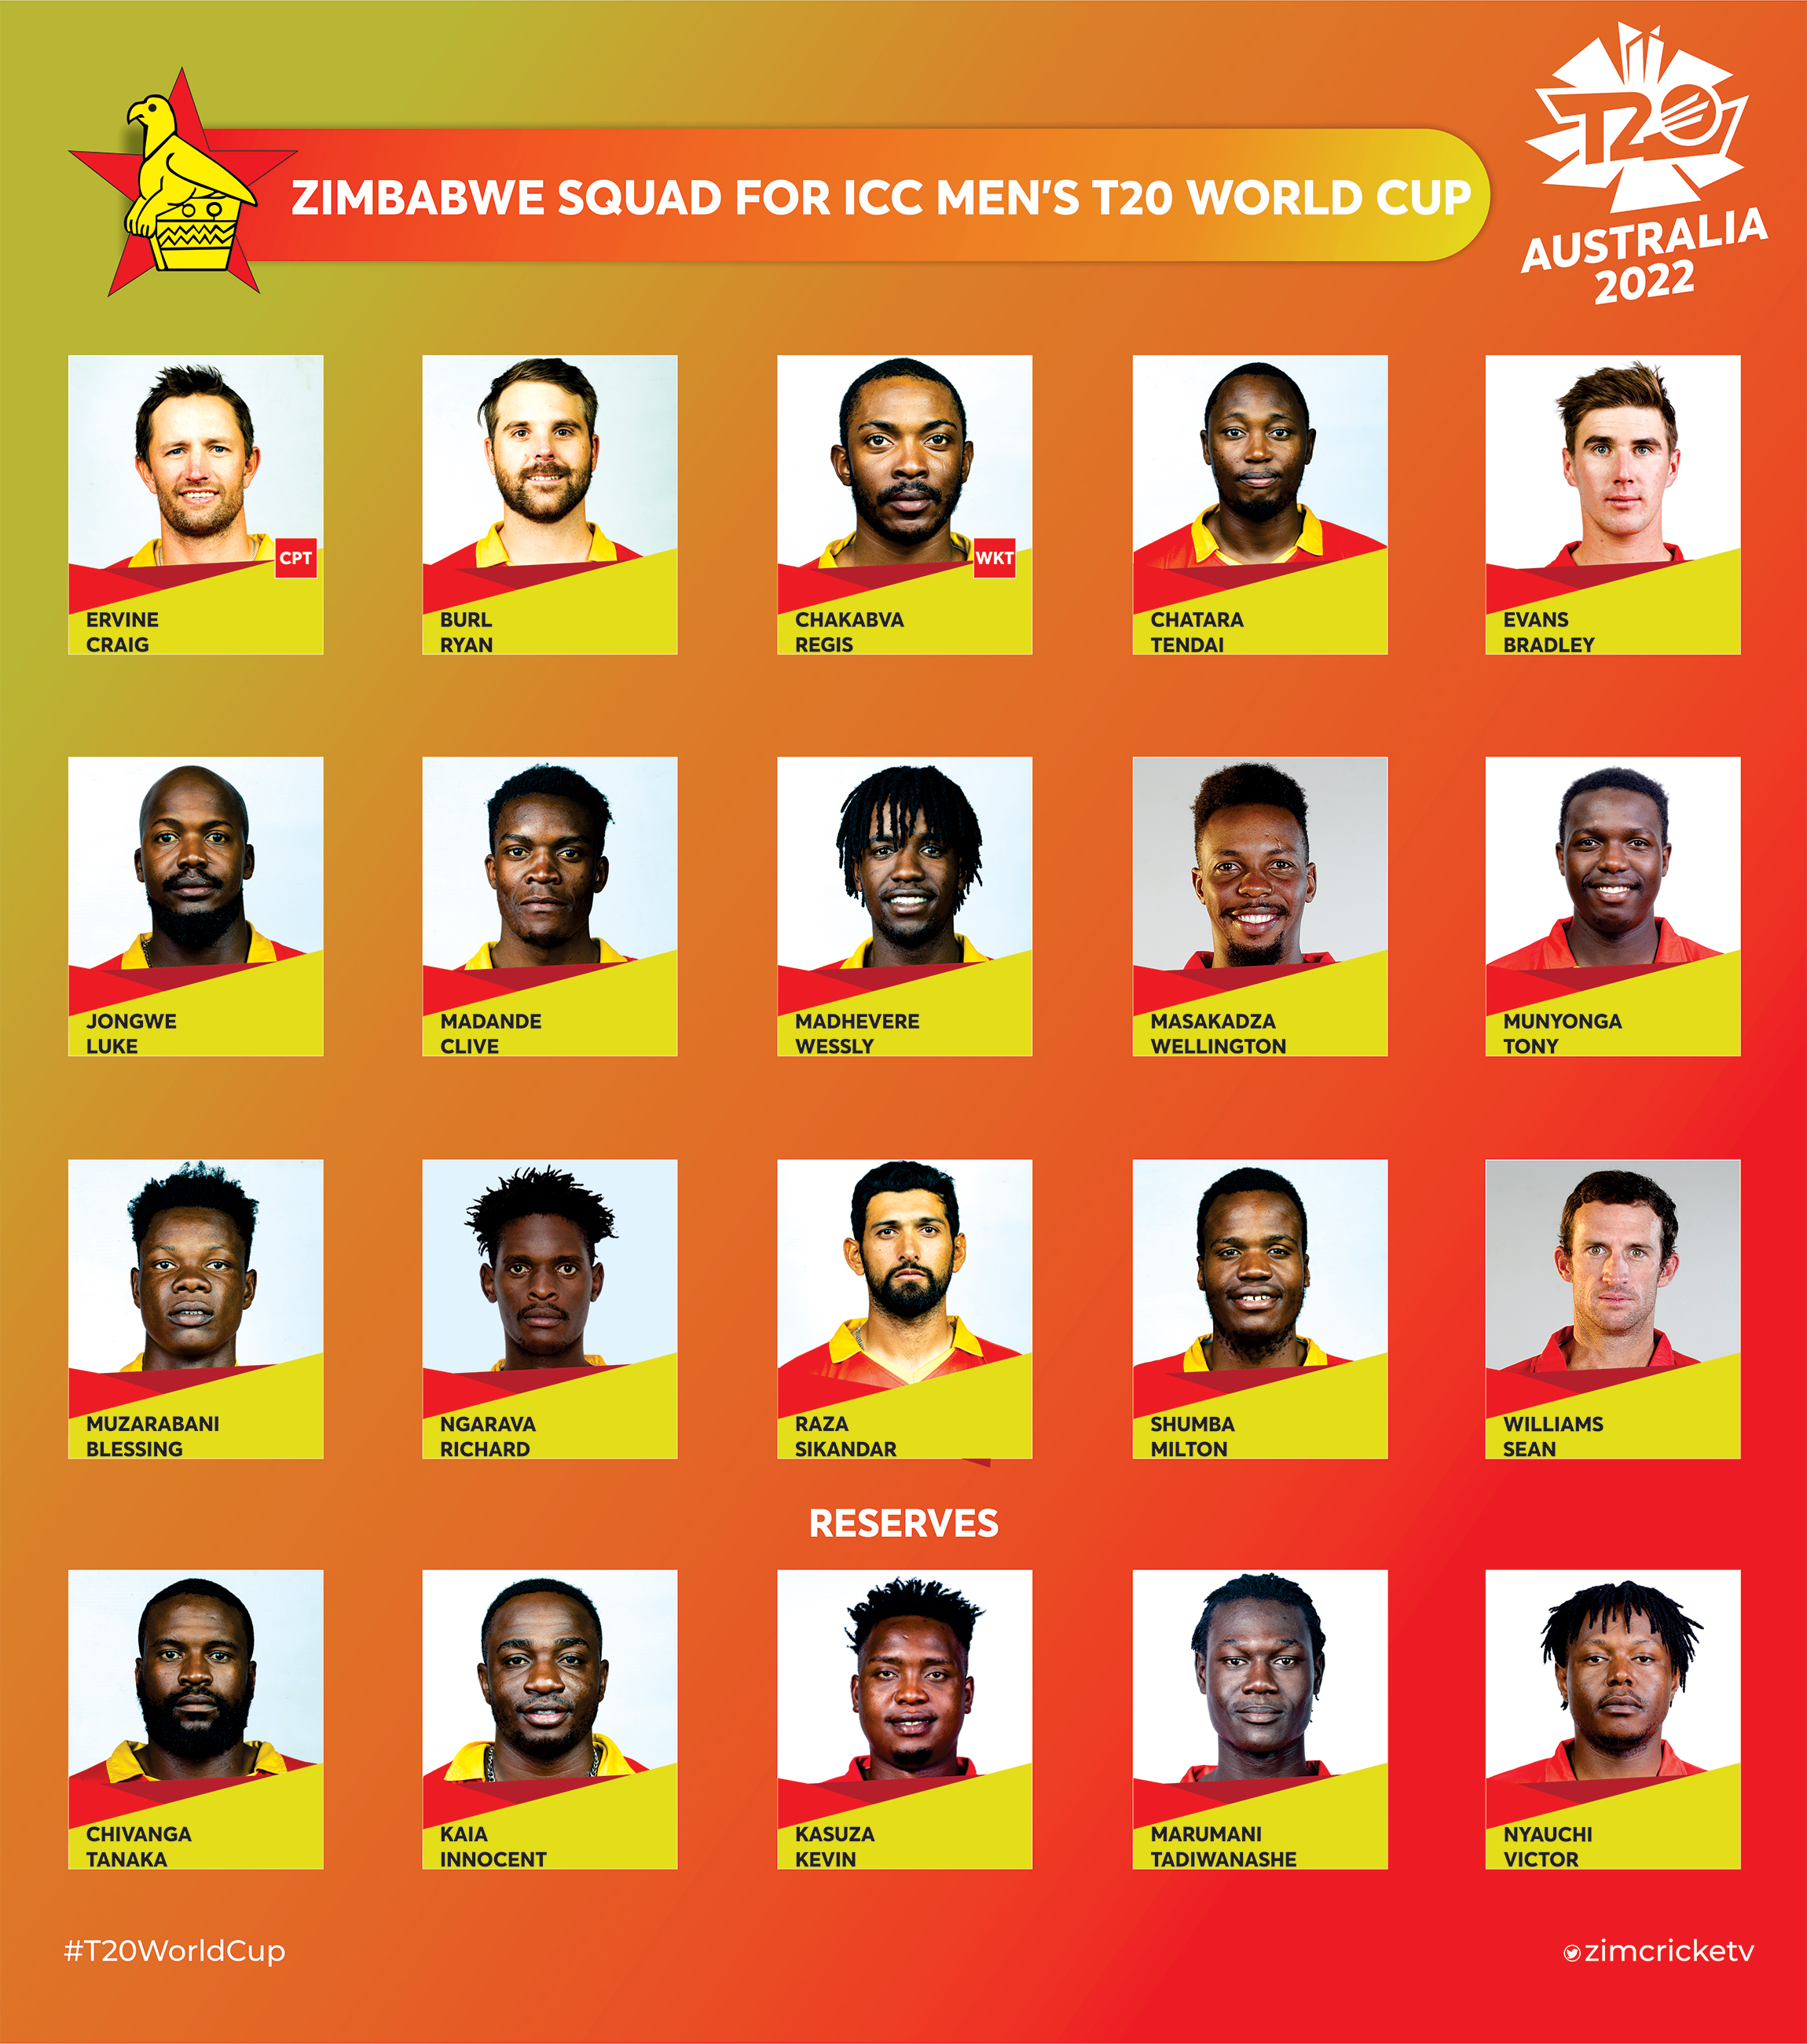 ZIMBABWE SQUAD FOR ICC MEN'S T20 WORLD CUP
T20
AUSTRALIA
2022
CPT
ERVINE
CRAIG
BURL
RYAN
WKT
CHAKABVA
REGIS
CHATARA
TENDAI
EVANS
BRADLEY
JONGWE
LUKE
MADANDE
CLIVE
MADHEVERE
WESSLY
MASAKADZA
WELLINGTON
MUNYONGA
TONY
MUZARABANI
BLESSING
NGARAVA
RICHARD
RAZA
SIKANDAR
SHUMBA
MILTON
WILLIAMS
SEAN
RESERVES
CHIVANGA
TANAKA
KAIA
INNOCENT
KASUZA
KEVIN
MARUMANI
TADIWANASHE
NYAUCHI
VICTOR
#T20WorldCup
zimcricketv